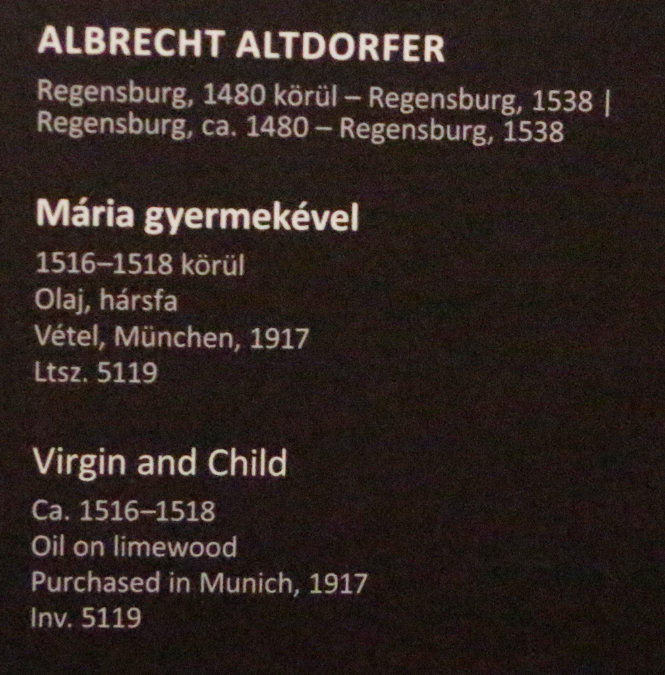 ALBRECHT ALTDORFER
Regensburg, 1480 körül – Regensburg, 1538 |
Regensburg, ca. 1480 – Regensburg, 1538
Mária gyermekével
1516–1518 körül
Olaj, hársfa
Vétel, München, 1917
Ltsz. 5119
Virgin and Child
Ca. 1516–1518
Oil on limewood
Purchased in Munich, 1917
Inv. 5119